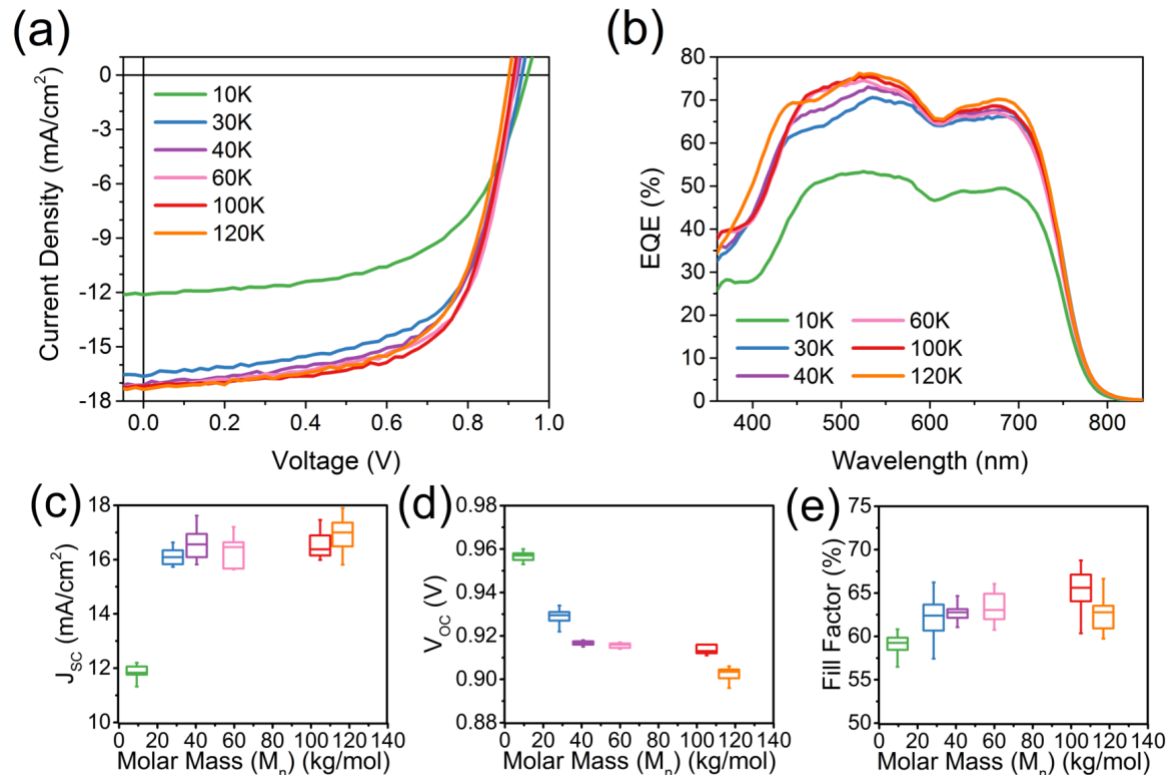 (a)
Current Density (mA/cm²)
0
-3
-6
-9
-12
-15
-18
10K
30K
40K
60K
100K
120K
0.0 0.2 0.4 0.6 0.8 1.0
Voltage (V)
(b)
EQE (%)
80
70
60
50
40
30
20
10
0
10K 60K
30K 100K
40K 120K
400 500 600 700 800
Wavelength (nm)
(c)
J_SC (mA/cm²)
18
16
14
12
10
0 20 40 60 80 100 120 140
Molar Mass (M_n) (kg/mol)
(d)
V_OC (V)
0.98
0.96
0.94
0.92
0.90
0.88
0 20 40 60 80 100 120 140
Molar Mass (M_n) (kg/mol)
(e)
Fill Factor (%)
75
70
65
60
55
50
0 20 40 60 80 100 120 140
Molar Mass (M_n) (kg/mol)